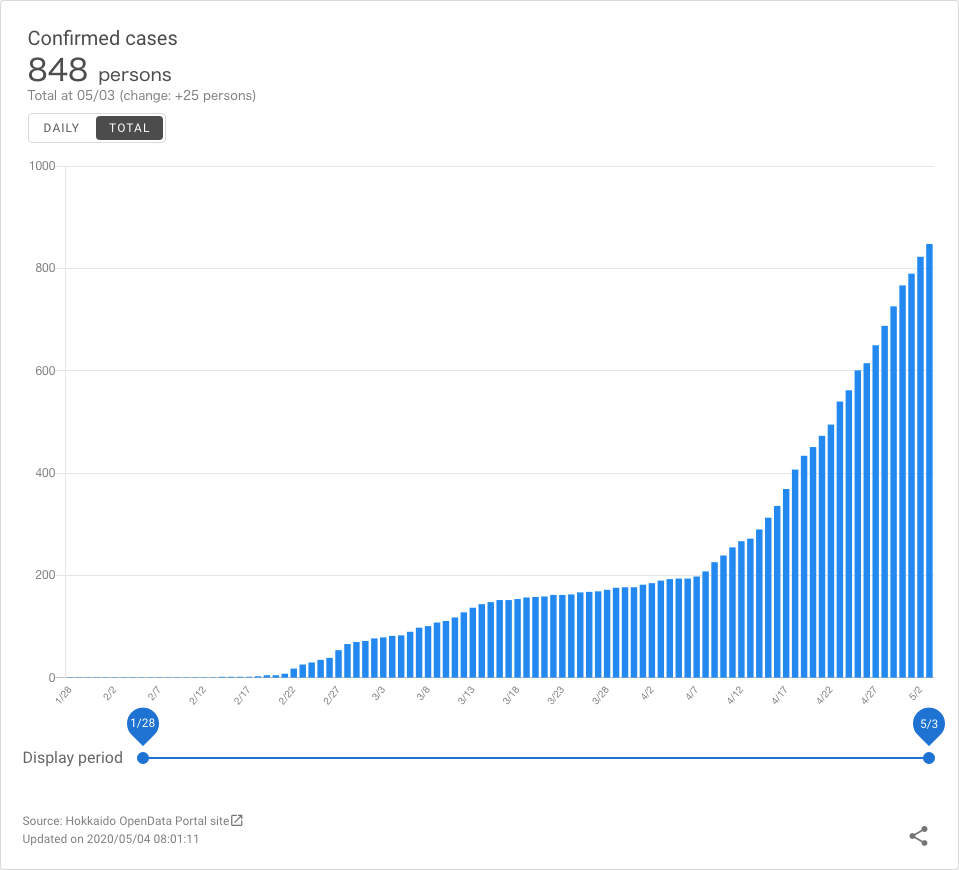 Confirmed cases
848 persons
Total at 05/03 (change: +25 persons)
DAILY TOTAL
1000
800
600
400
200
0
1/28 2/2 2/7 2/12 2/17 2/22 2/27 3/3 3/8 3/13 3/18 3/23 3/28 4/2 4/7 4/12 4/17 4/22 4/27 5/2
1/28 5/3
Display period
Source: Hokkaido OpenData Portal site
Updated on 2020/05/04 08:01:11